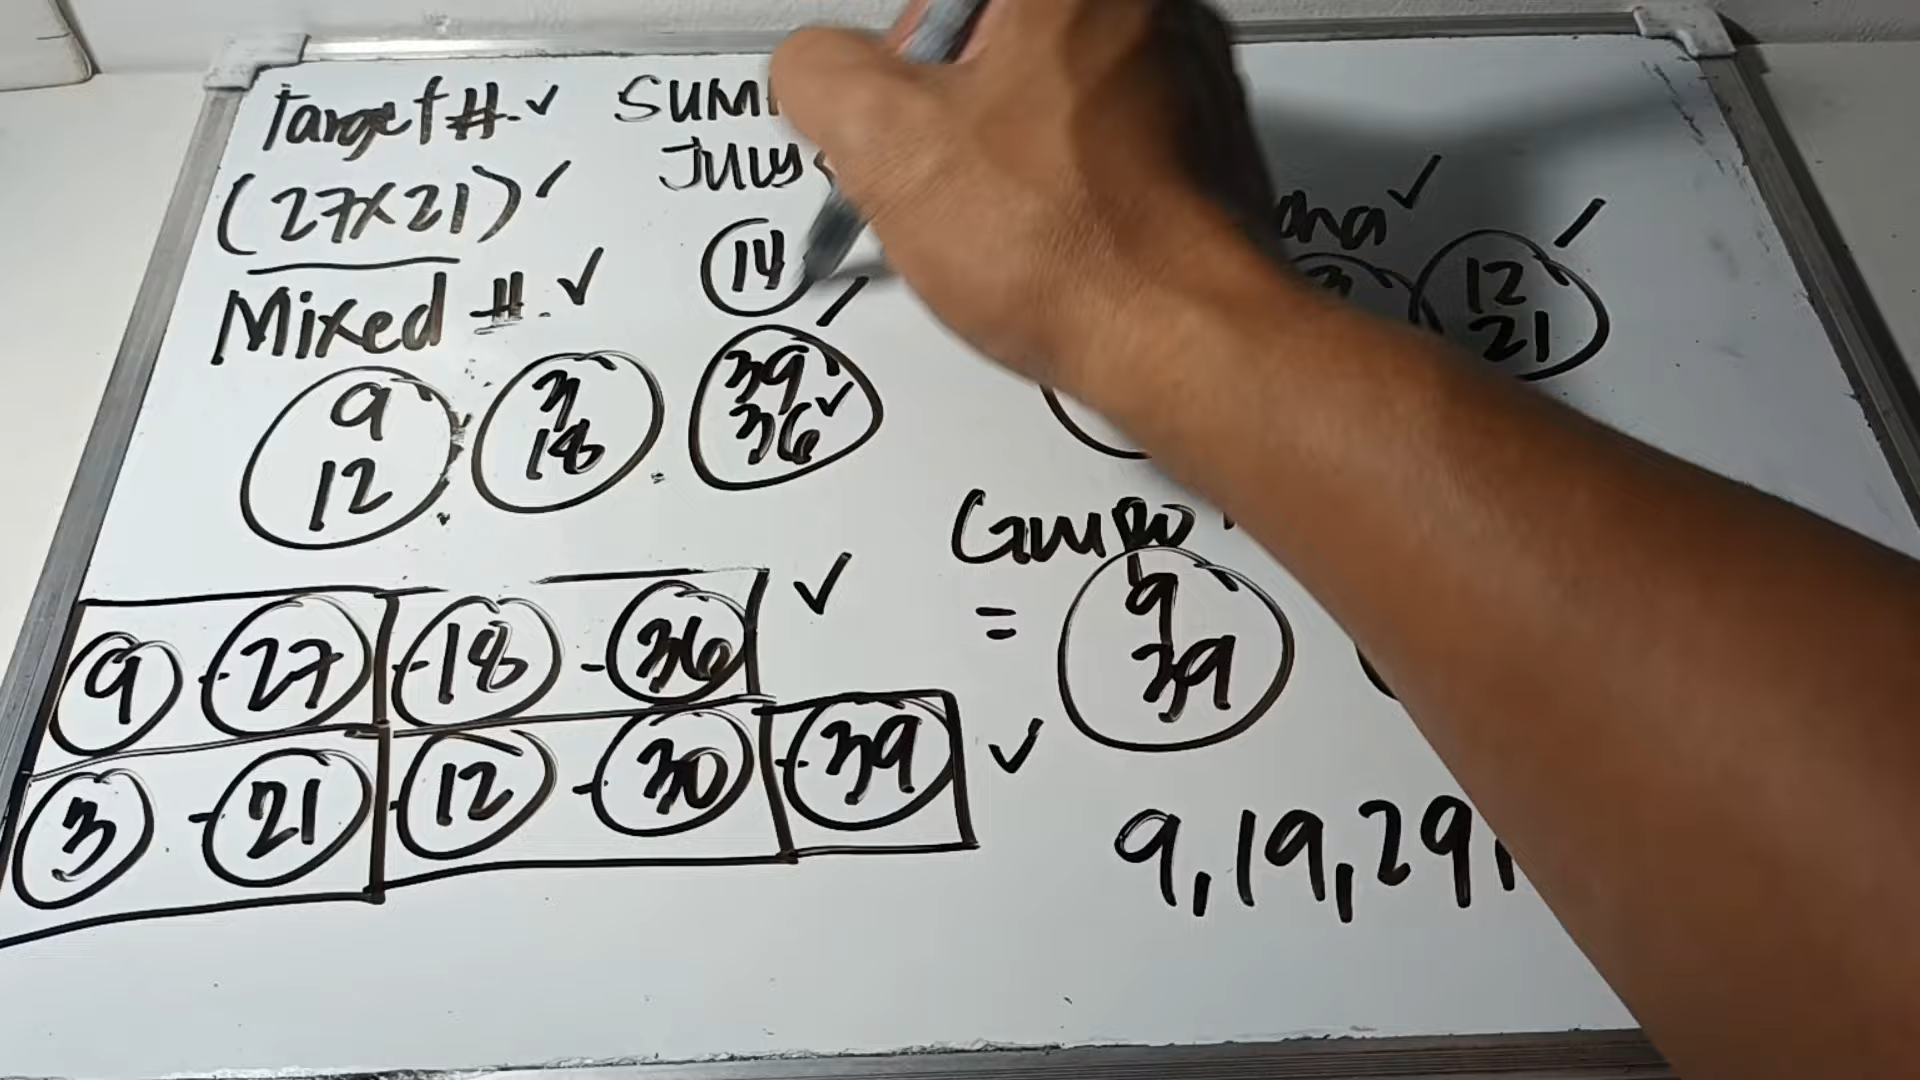 Target #.✓
(27x21)✓
Mixed #.✓
9
12
3
18
SUM
JULY
14
39
36✓
12
21
9 - 27 - 18 - 36 ✓
3 - 21 - 12 - 30 - 39 ✓
=
9
39
9,19,29,